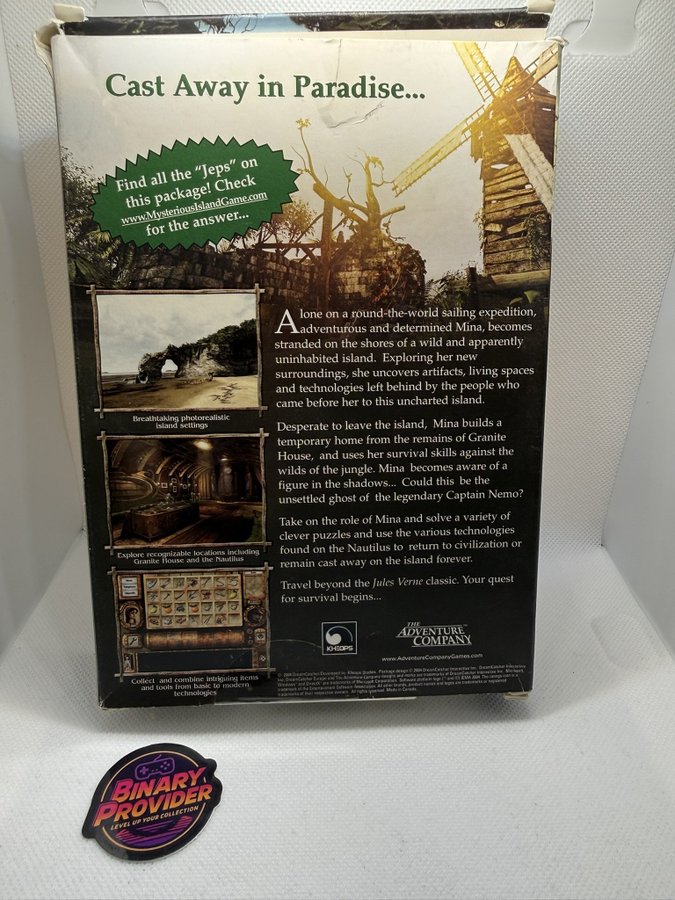 Cast Away in Paradise...
Find all the "Jeps" on
this package! Check
www.MysteriousIslandGame.com
for the answer...
Alone on a round-the-world sailing expedition,
adventurous and determined Mina, becomes
stranded on the shores of a wild and apparently
uninhabited island. Exploring her new
surroundings, she uncovers artifacts, living spaces
and technologies left behind by the people who
came before her to this uncharted island.
Breathtaking photorealistic
island settings
Desperate to leave the island, Mina builds a
temporary home from the remains of Granite
House, and uses her survival skills against the
wilds of the jungle. Mina becomes aware of a
figure in the shadows... Could this be the
unsettled ghost of the legendary Captain Nemo?
Explore recognizable locations including
Granite House and the Nautilus
Take on the role of Mina and solve a variety of
clever puzzles and use the various technologies
found on the Nautilus to return to civilization or
remain cast away on the island forever.
Travel beyond the Jules Verne classic. Your quest
for survival begins...
Collect and combine intriguing items
and tools from basic to modern
technologies
KHEOPS
THE
ADVENTURE
COMPANY™
www.AdventureCompanyGames.com
BINARY
PROVIDER
LEVEL UP YOUR COLLECTION